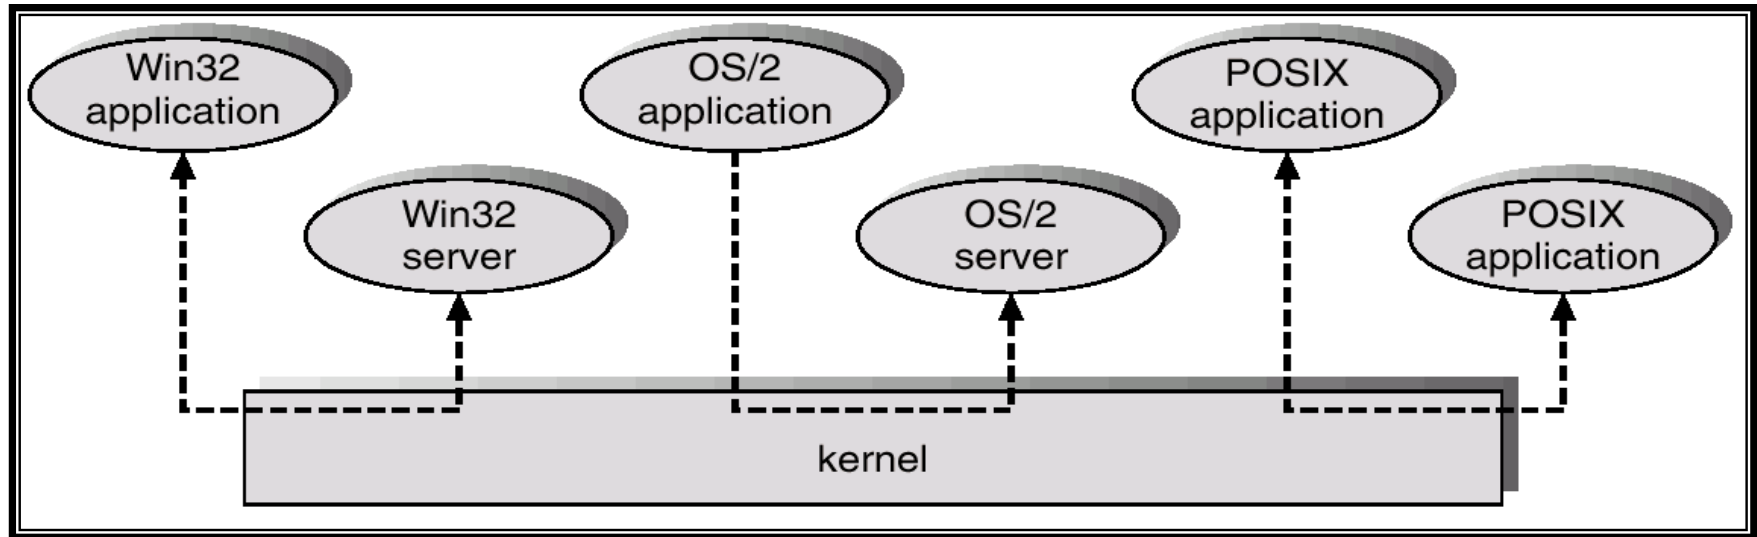 Win32
application
OS/2
application
POSIX
application
Win32
server
OS/2
server
POSIX
application
kernel